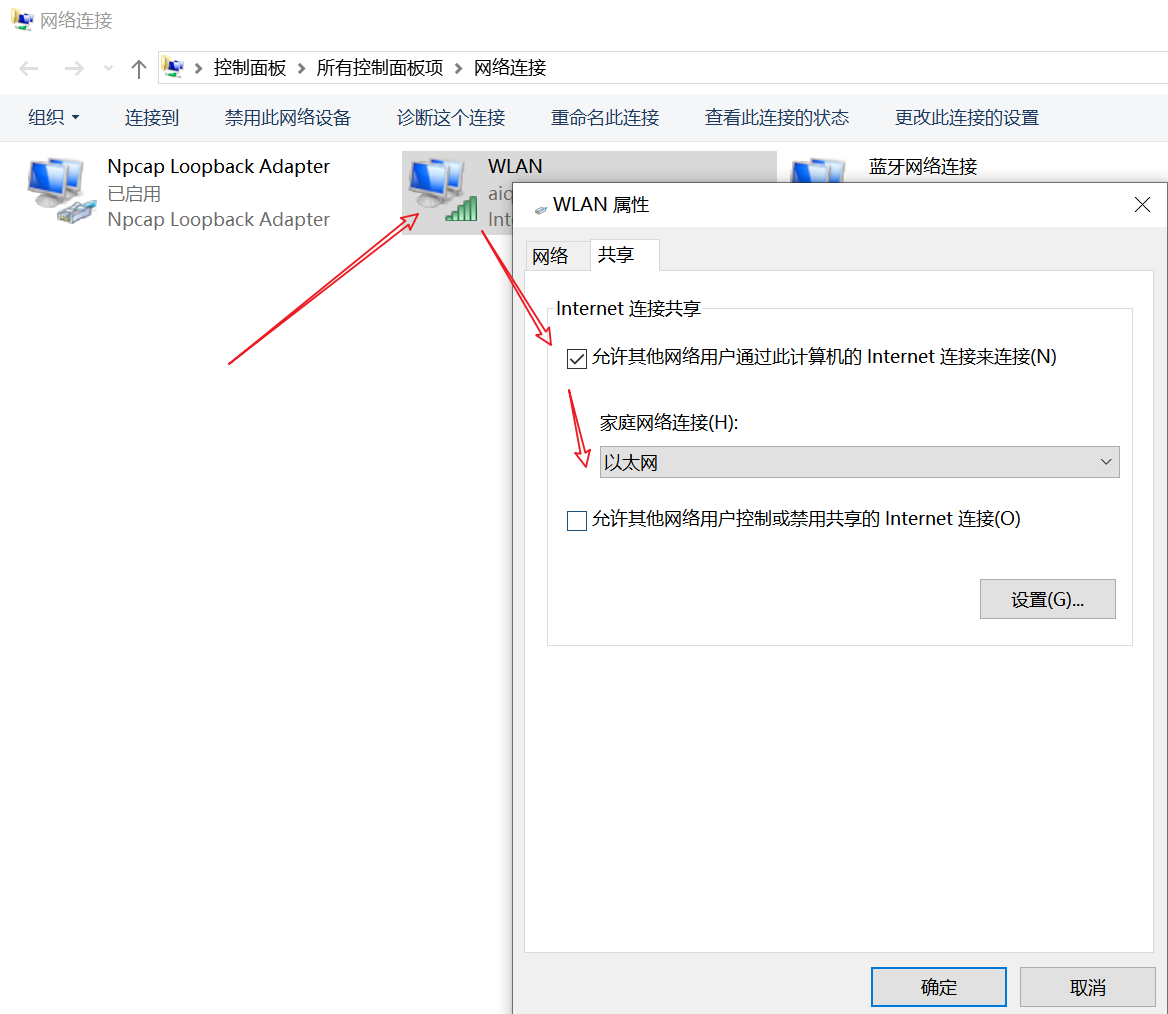 网络连接
控制面板 > 所有控制面板项 > 网络连接
组织 连接到 禁用此网络设备 诊断这个连接 重命名此连接 查看此连接的状态 更改此连接的设置
Npcap Loopback Adapter
已启用
Npcap Loopback Adapter
WLAN
蓝牙网络连接
WLAN 属性
网络 共享
Internet 连接共享
允许其他网络用户通过此计算机的 Internet 连接来连接(N)
家庭网络连接(H):
以太网
允许其他网络用户控制或禁用共享的 Internet 连接(O)
设置(G)...
确定 取消